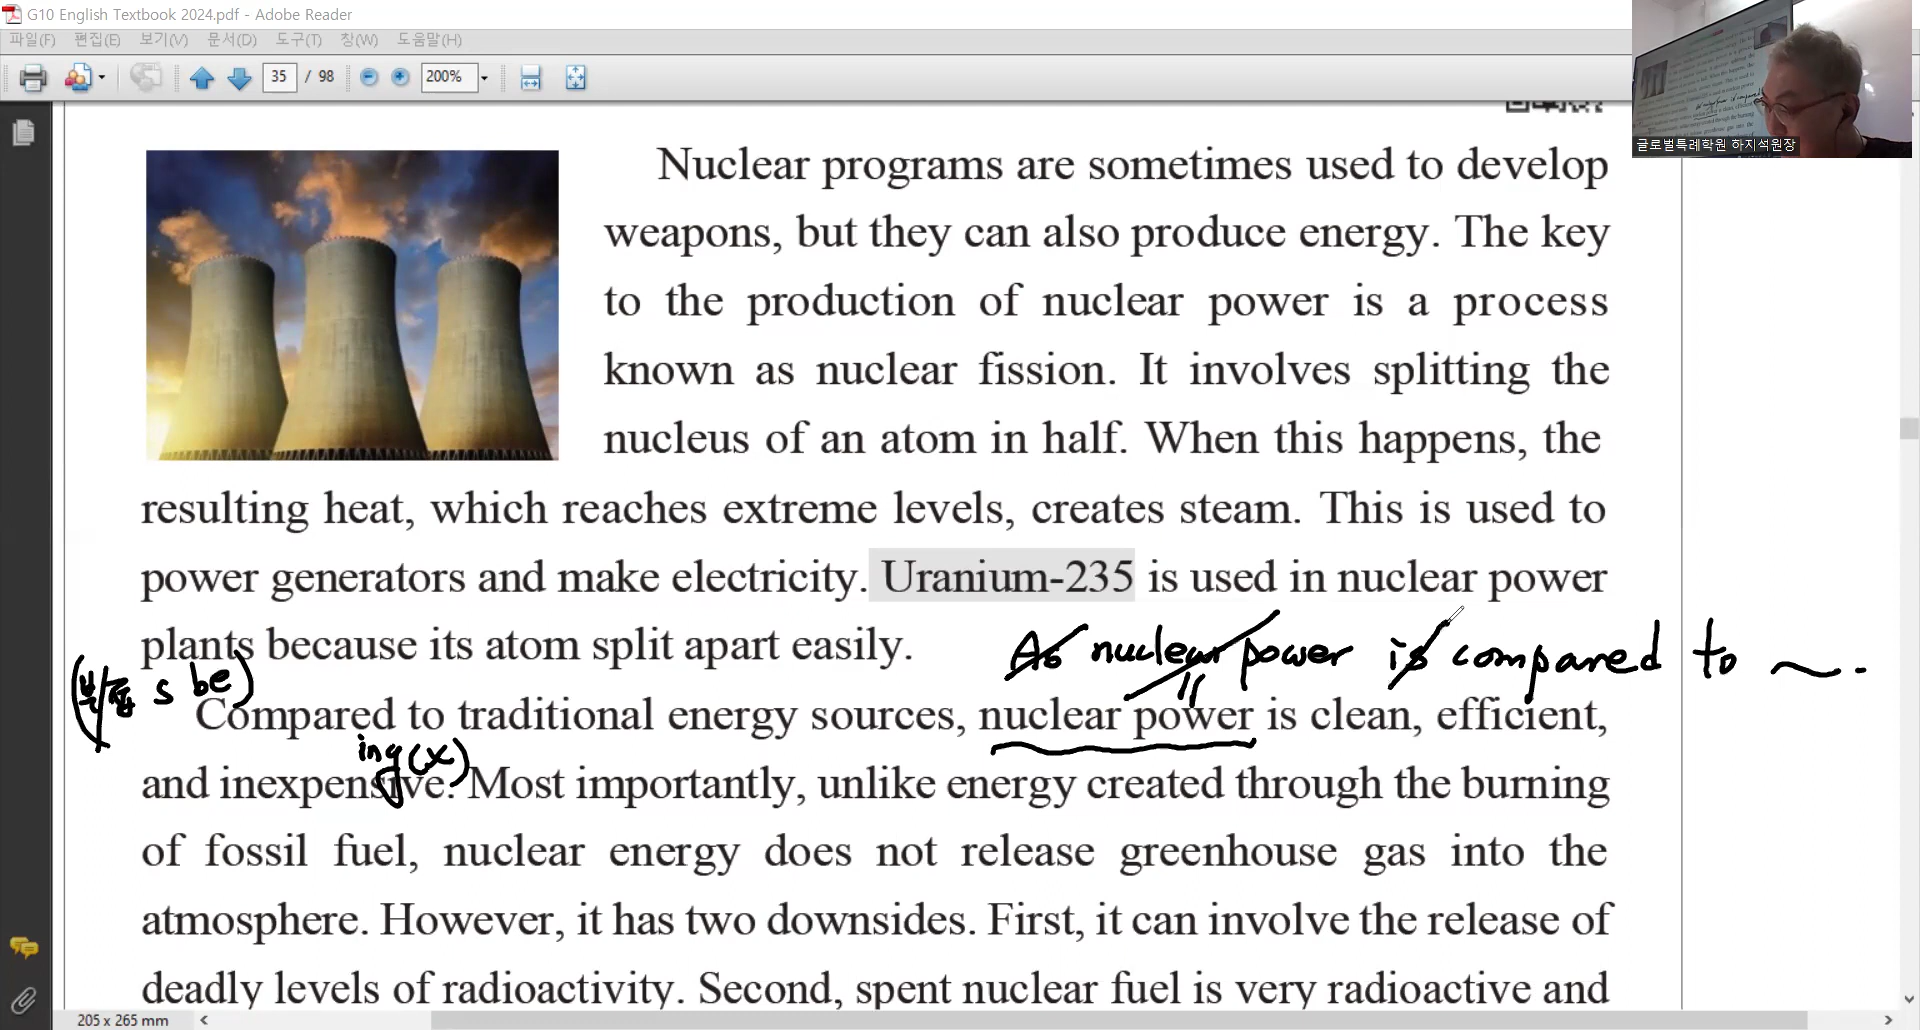 G10 English Textbook 2024.pdf - Adobe Reader
파일(F) 편집(E) 보기(V) 문서(D) 도구(T) 창(W) 도움말(H)
35 / 98 200%
글로벌특례학원 하지석원장
Nuclear programs are sometimes used to develop
weapons, but they can also produce energy. The key
to the production of nuclear power is a process
known as nuclear fission. It involves splitting the
nucleus of an atom in half. When this happens, the
resulting heat, which reaches extreme levels, creates steam. This is used to
power generators and make electricity. Uranium-235 is used in nuclear power
plants because its atom split apart easily.
As nuclear power is compared to ~.
(부/접 s be)
Compared to traditional energy sources, nuclear power is clean, efficient,
ing(x)
and inexpensive. Most importantly, unlike energy created through the burning
of fossil fuel, nuclear energy does not release greenhouse gas into the
atmosphere. However, it has two downsides. First, it can involve the release of
deadly levels of radioactivity. Second, spent nuclear fuel is very radioactive and
205 x 265 mm